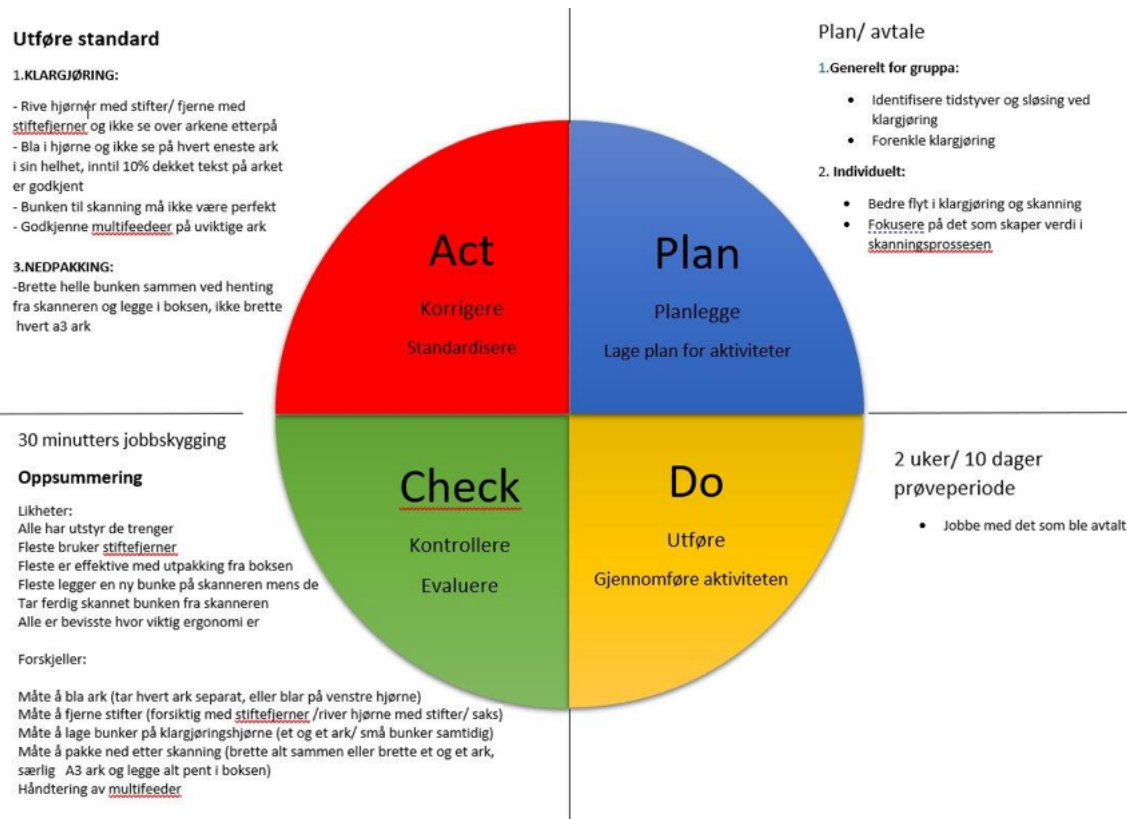 Utføre standard
1.KLARGJØRING:
- Rive hjørner med stifter/ fjerne med
stiftefjerner og ikke se over arkene etterpå
- Bla i hjørne og ikke se på hvert eneste ark
i sin helhet, inntil 10% dekket tekst på arket
er godkjent
- Bunken til skanning må ikke være perfekt
- Godkjenne multifeedeer på uviktige ark
3.NEDPAKKING:
-Brette helle bunken sammen ved henting
fra skanneren og legge i boksen, ikke brette
hvert a3 ark
Plan/ avtale
1.Generelt for gruppa:
• Identifisere tidstyver og sløsing ved
klargjøring
• Forenkle klargjøring
2. Individuelt:
• Bedre flyt i klargjøring og skanning
• Fokusere på det som skaper verdi i
skanningsprossesen
Act
Korrigere
Standardisere
Plan
Planlegge
Lage plan for aktiviteter
Check
Kontrollere
Evaluere
Do
Utføre
Gjennomføre aktiviteten
30 minutters jobbskygging
Oppsummering
Likheter:
Alle har utstyr de trenger
Fleste bruker stiftefjerner
Fleste er effektive med utpakking fra boksen
Fleste legger en ny bunke på skanneren mens de
Tar ferdig skannet bunken fra skanneren
Alle er bevisste hvor viktig ergonomi er
Forskjeller:
Måte å bla ark (tar hvert ark separat, eller blar på venstre hjørne)
Måte å fjerne stifter (forsiktig med stiftefjerner /river hjørne med stifter/ saks)
Måte å lage bunker på klargjøringshjørne (et og et ark/ små bunker samtidig)
Måte å pakke ned etter skanning (brette alt sammen eller brette et og et ark,
særlig A3 ark og legge alt pent i boksen)
Håndtering av multifeeder
2 uker/ 10 dager
prøveperiode
• Jobbe med det som ble avtalt